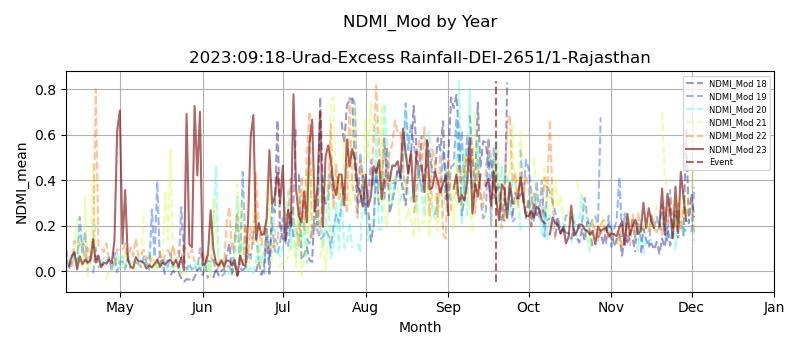 NDMI_Mod by Year
2023:09:18-Urad-Excess Rainfall-DEI-2651/1-Rajasthan
NDMI_mean
0.8
0.6
0.4
0.2
0.0
NDMI_Mod 18
NDMI_Mod 19
NDMI_Mod 20
NDMI_Mod 21
NDMI_Mod 22
NDMI_Mod 23
Event
May Jun Jul Aug Sep Oct Nov Dec Jan
Month